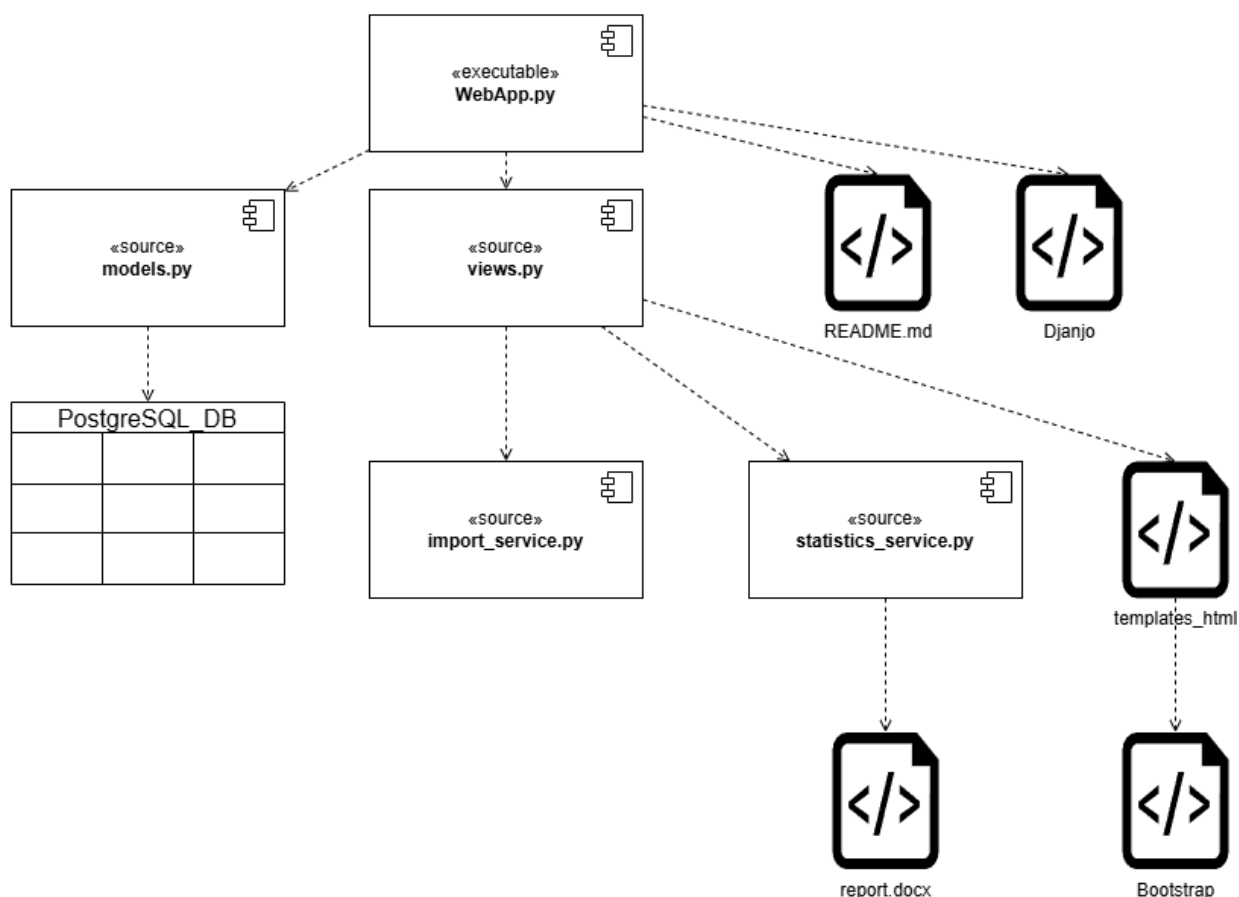 «executable»
WebApp.py
«source»
models.py
«source»
views.py
README.md
Djanjo
PostgreSQL_DB
«source»
import_service.py
«source»
statistics_service.py
templates_html
report.docx
Bootstrap